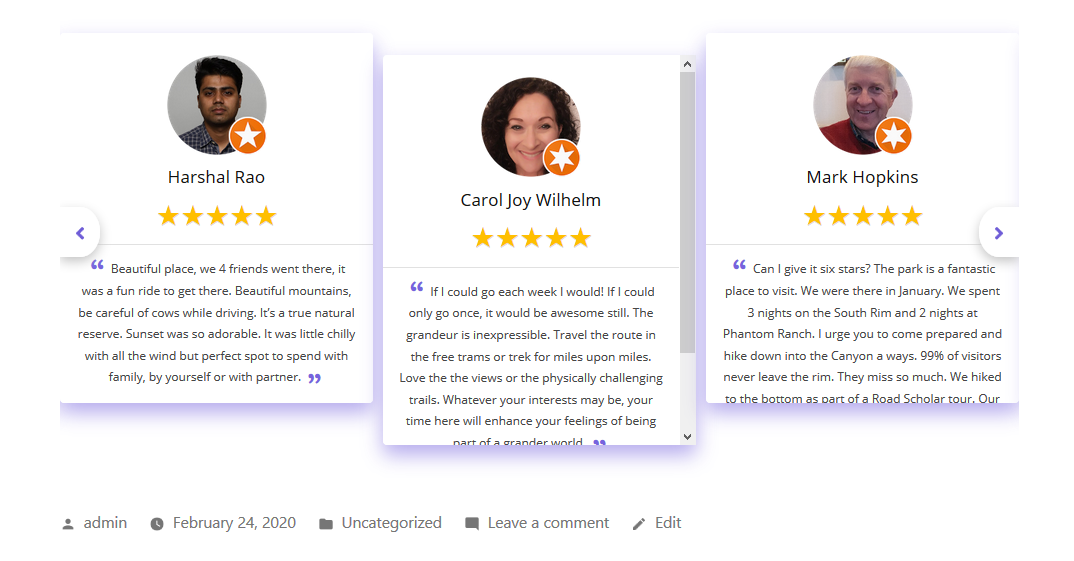 Harshal Rao
“ Beautiful place, we 4 friends went there, it
was a fun ride to get there. Beautiful mountains,
be careful of cows while driving. It’s a true natural
reserve. Sunset was so adorable. It was little chilly
with all the wind but perfect spot to spend with
family, by yourself or with partner. ”
Carol Joy Wilhelm
“ If I could go each week I would! If I could
only go once, it would be awesome still. The
grandeur is inexpressible. Travel the route in
the free trams or trek for miles upon miles.
Love the the views or the physically challenging
trails. Whatever your interests may be, your
time here will enhance your feelings of being
part of a grander world. ”
Mark Hopkins
“ Can I give it six stars? The park is a fantastic
place to visit. We were there in January. We spent
3 nights on the South Rim and 2 nights at
Phantom Ranch. I urge you to come prepared and
hike down into the Canyon a ways. 99% of visitors
never leave the rim. They miss so much. We hiked
to the bottom as part of a Road Scholar tour. Our
admin February 24, 2020 Uncategorized Leave a comment Edit